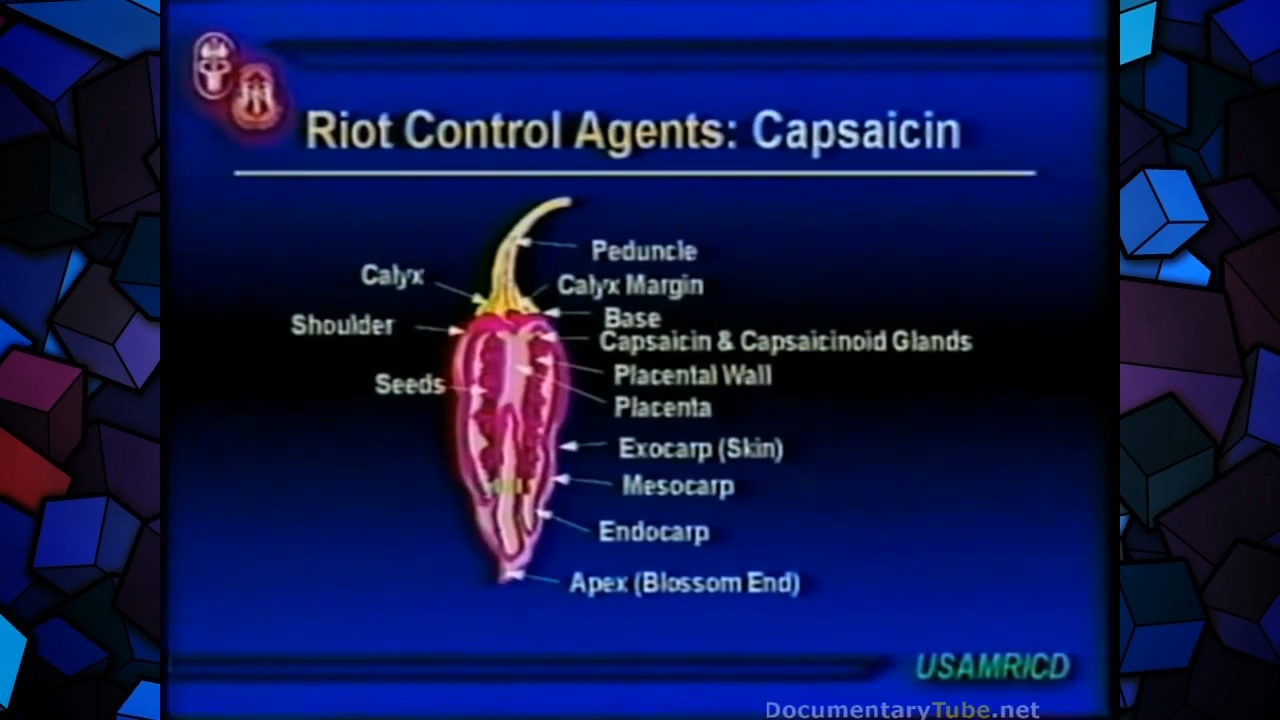 Riot Control Agents: Capsaicin
Peduncle
Calyx
Calyx Margin
Base
Shoulder
Capsaicin & Capsaicinoid Glands
Placental Wall
Seeds
Placenta
Exocarp (Skin)
Mesocarp
Endocarp
Apex (Blossom End)
USAMRICD
DocumentaryTube.net